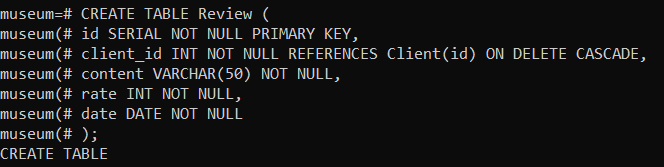 museum=# CREATE TABLE Review (
museum(# id SERIAL NOT NULL PRIMARY KEY,
museum(# client_id INT NOT NULL REFERENCES Client(id) ON DELETE CASCADE,
museum(# content VARCHAR(50) NOT NULL,
museum(# rate INT NOT NULL,
museum(# date DATE NOT NULL
museum(# );
CREATE TABLE